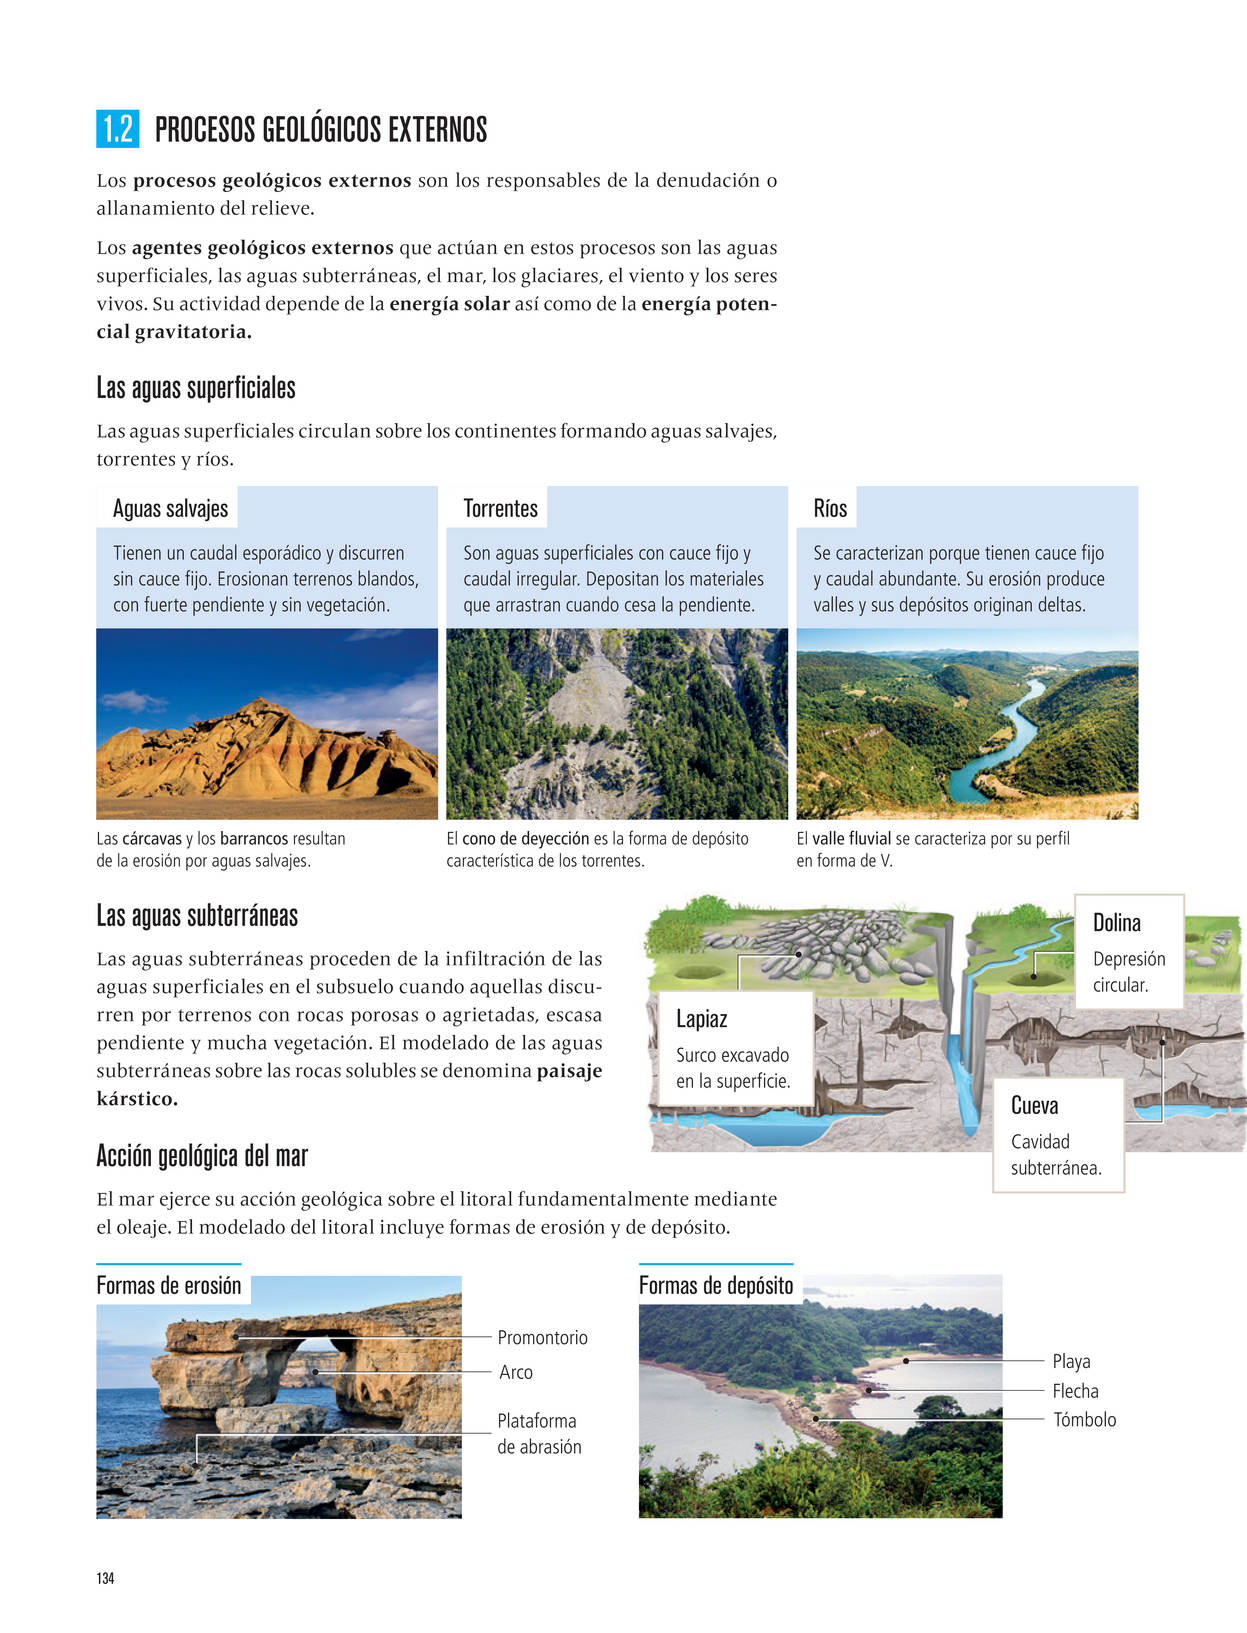 1.2 PROCESOS GEOLÓGICOS EXTERNOS
Los procesos geológicos externos son los responsables de la denudación o
allanamiento del relieve.
Los agentes geológicos externos que actúan en estos procesos son las aguas
superficiales, las aguas subterráneas, el mar, los glaciares, el viento y los seres
vivos. Su actividad depende de la energía solar así como de la energía poten-
cial gravitatoria.
Las aguas superficiales
Las aguas superficiales circulan sobre los continentes formando aguas salvajes,
torrentes y ríos.
Aguas salvajes
Tienen un caudal esporádico y discurren
sin cauce fijo. Erosionan terrenos blandos,
con fuerte pendiente y sin vegetación.
Las cárcavas y los barrancos resultan
de la erosión por aguas salvajes.
Torrentes
Son aguas superficiales con cauce fijo y
caudal irregular. Depositan los materiales
que arrastran cuando cesa la pendiente.
El cono de deyección es la forma de depósito
característica de los torrentes.
Ríos
Se caracterizan porque tienen cauce fijo
y caudal abundante. Su erosión produce
valles y sus depósitos originan deltas.
El valle fluvial se caracteriza por su perfil
en forma de V.
Las aguas subterráneas
Las aguas subterráneas proceden de la infiltración de las
aguas superficiales en el subsuelo cuando aquellas discu-
rren por terrenos con rocas porosas o agrietadas, escasa
pendiente y mucha vegetación. El modelado de las aguas
subterráneas sobre las rocas solubles se denomina paisaje
kárstico.
Lapiaz
Surco excavado
en la superficie.
Dolina
Depresión
circular.
Cueva
Cavidad
subterránea.
Acción geológica del mar
El mar ejerce su acción geológica sobre el litoral fundamentalmente mediante
el oleaje. El modelado del litoral incluye formas de erosión y de depósito.
Formas de erosión
Promontorio
Arco
Plataforma
de abrasión
Formas de depósito
Playa
Flecha
Tómbolo
134